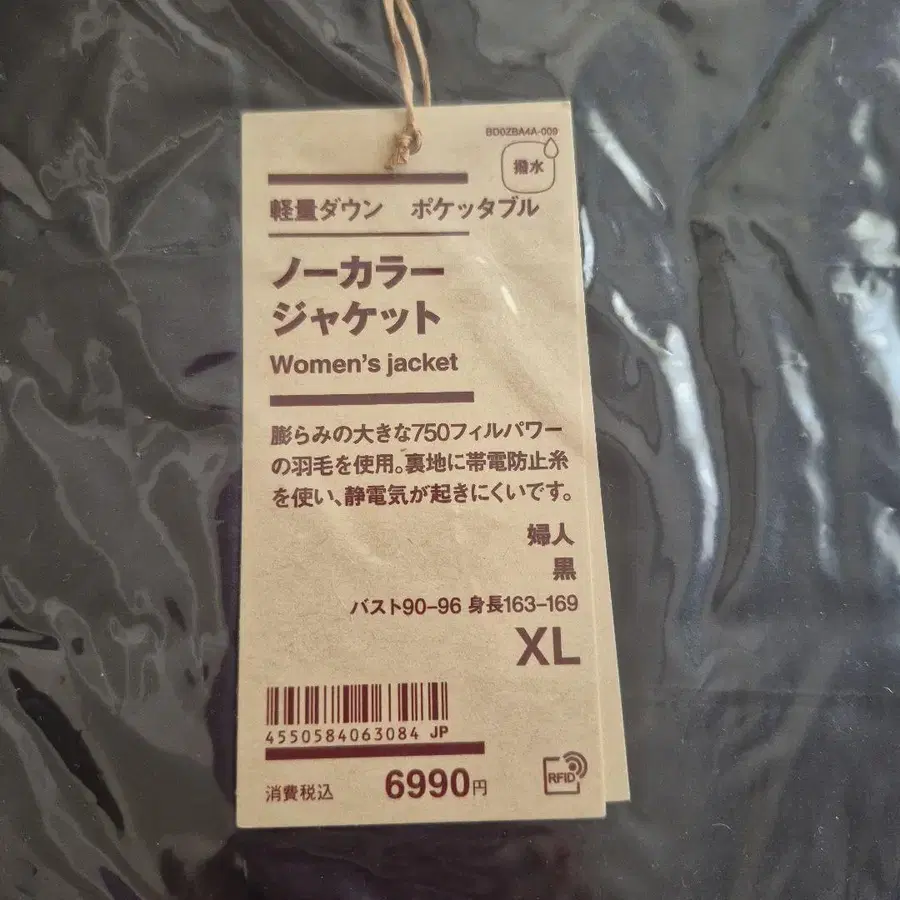 BD0ZBA4A-009
撥水
軽量ダウン ポケッタブル
ノーカラー
ジャケット
Women's jacket
膨らみの大きな750フィルパワー
の羽毛を使用。裏地に帯電防止糸
を使い、静電気が起きにくいです。
婦人
黒
バスト90-96 身長163-169
XL
4550584063084 JP
消費税込 6990円
RFID